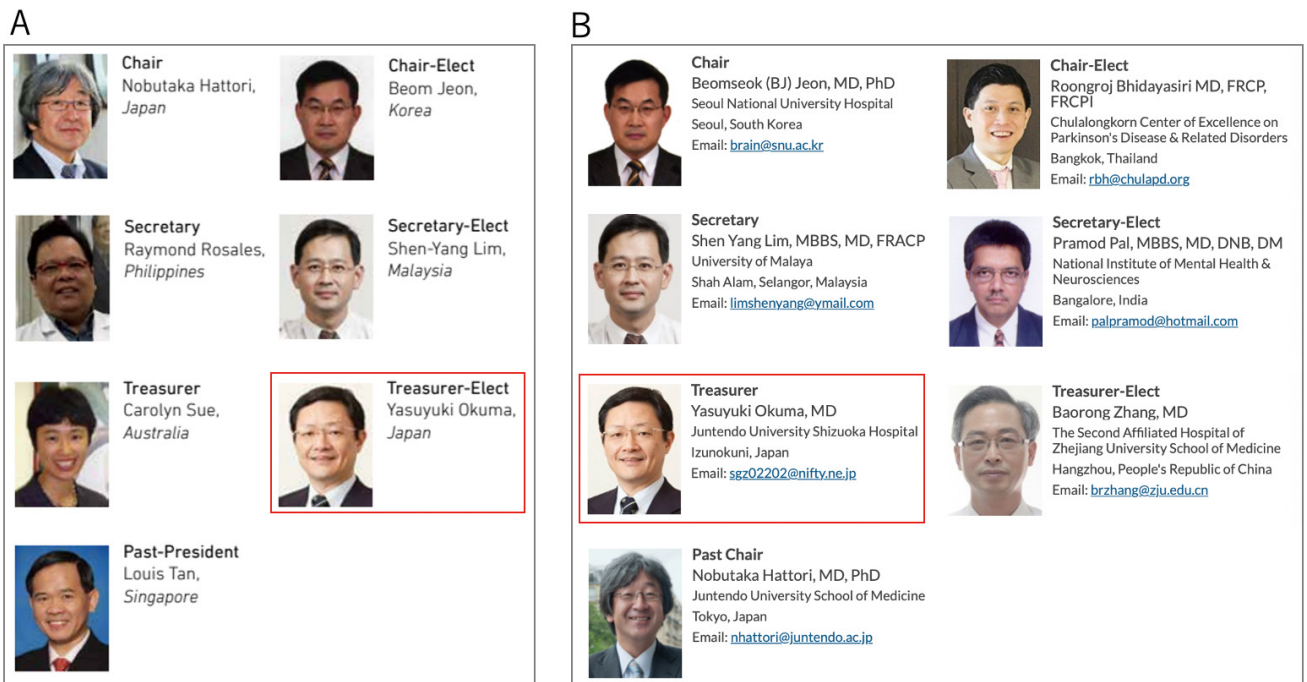 A
Chair
Nobutaka Hattori,
Japan
Chair-Elect
Beom Jeon,
Korea
Secretary
Raymond Rosales,
Philippines
Secretary-Elect
Shen-Yang Lim,
Malaysia
Treasurer
Carolyn Sue,
Australia
Treasurer-Elect
Yasuyuki Okuma,
Japan
Past-President
Louis Tan,
Singapore
B
Chair
Beomseok (BJ) Jeon, MD, PhD
Seoul National University Hospital
Seoul, South Korea
Email: brain@snu.ac.kr
Chair-Elect
Roongroj Bhidayasiri MD, FRCP,
FRCPI
Chulalongkorn Center of Excellence on
Parkinson's Disease & Related Disorders
Bangkok, Thailand
Email: rbh@chulapd.org
Secretary
Shen Yang Lim, MBBS, MD, FRACP
University of Malaya
Shah Alam, Selangor, Malaysia
Email: limshenyang@ymail.com
Secretary-Elect
Pramod Pal, MBBS, MD, DNB, DM
National Institute of Mental Health &
Neurosciences
Bangalore, India
Email: palpramod@hotmail.com
Treasurer
Yasuyuki Okuma, MD
Juntendo University Shizuoka Hospital
Izunokuni, Japan
Email: sgz02202@nifty.ne.jp
Treasurer-Elect
Baorong Zhang, MD
The Second Affiliated Hospital of
Zhejiang University School of Medicine
Hangzhou, People's Republic of China
Email: brzhang@zju.edu.cn
Past Chair
Nobutaka Hattori, MD, PhD
Juntendo University School of Medicine
Tokyo, Japan
Email: nhattori@juntendo.ac.jp